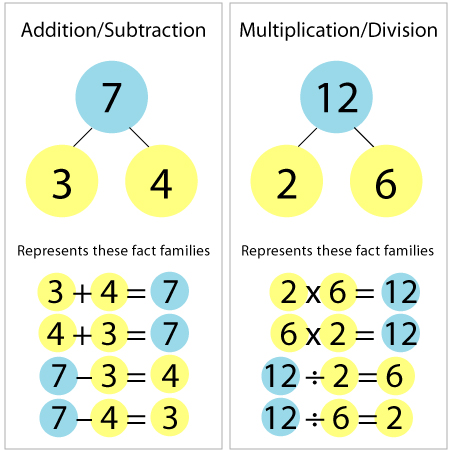 Addition/Subtraction
7
3 4
Represents these fact families
3 + 4 = 7
4 + 3 = 7
7 – 3 = 4
7 – 4 = 3
Multiplication/Division
12
2 6
Represents these fact families
2 x 6 = 12
6 x 2 = 12
12 ÷ 2 = 6
12 ÷ 6 = 2